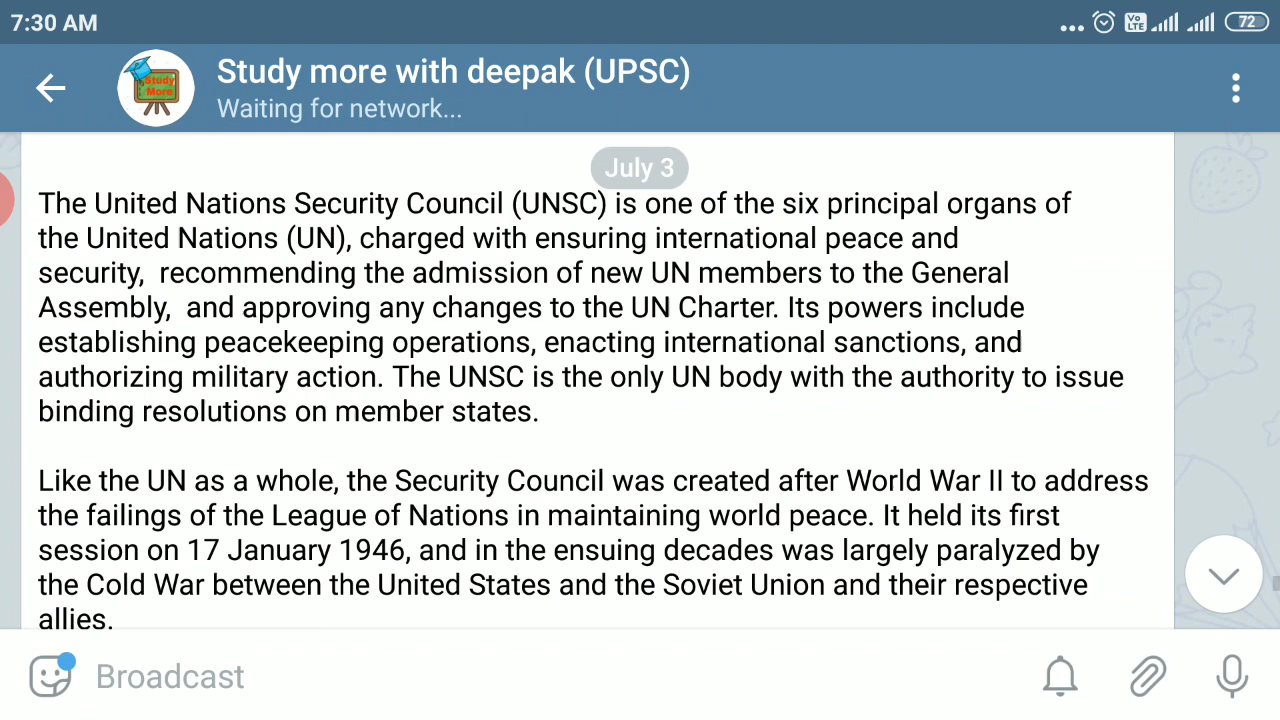 7:30 AM
Vo LTE
72
Study more with deepak (UPSC)
Study More
Waiting for network...
July 3
The United Nations Security Council (UNSC) is one of the six principal organs of
the United Nations (UN), charged with ensuring international peace and
security,  recommending the admission of new UN members to the General
Assembly,  and approving any changes to the UN Charter. Its powers include
establishing peacekeeping operations, enacting international sanctions, and
authorizing military action. The UNSC is the only UN body with the authority to issue
binding resolutions on member states.
Like the UN as a whole, the Security Council was created after World War II to address
the failings of the League of Nations in maintaining world peace. It held its first
session on 17 January 1946, and in the ensuing decades was largely paralyzed by
the Cold War between the United States and the Soviet Union and their respective
allies.
Broadcast